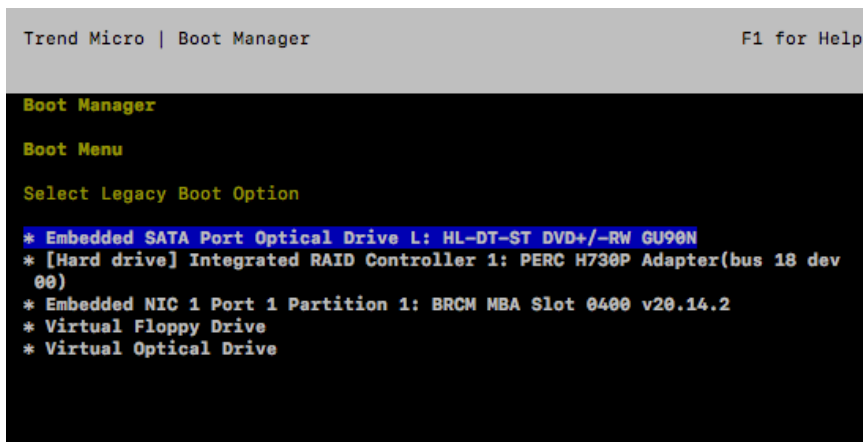 Trend Micro | Boot Manager F1 for Help
Boot Manager
Boot Menu
Select Legacy Boot Option
* Embedded SATA Port Optical Drive L: HL-DT-ST DVD+/-RW GU90N
* [Hard drive] Integrated RAID Controller 1: PERC H730P Adapter(bus 18 dev
00)
* Embedded NIC 1 Port 1 Partition 1: BRCM MBA Slot 0400 v20.14.2
* Virtual Floppy Drive
* Virtual Optical Drive